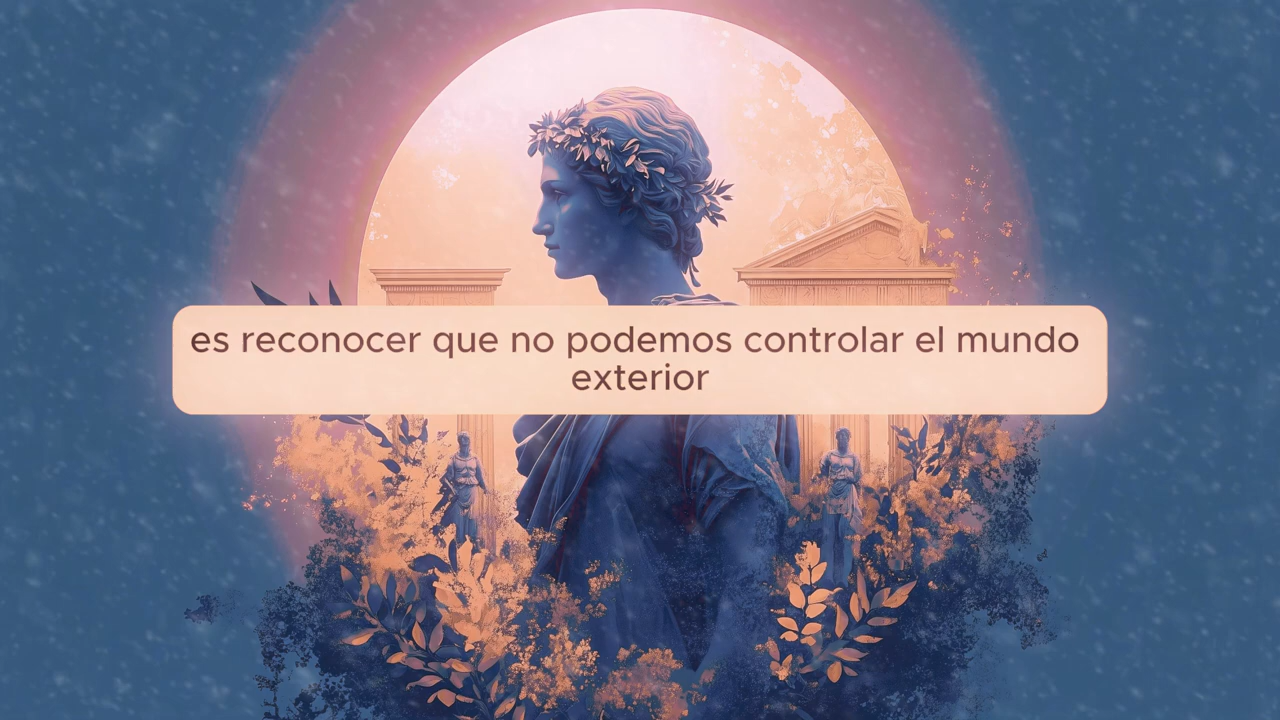 es reconocer que no podemos controlar el mundo
exterior